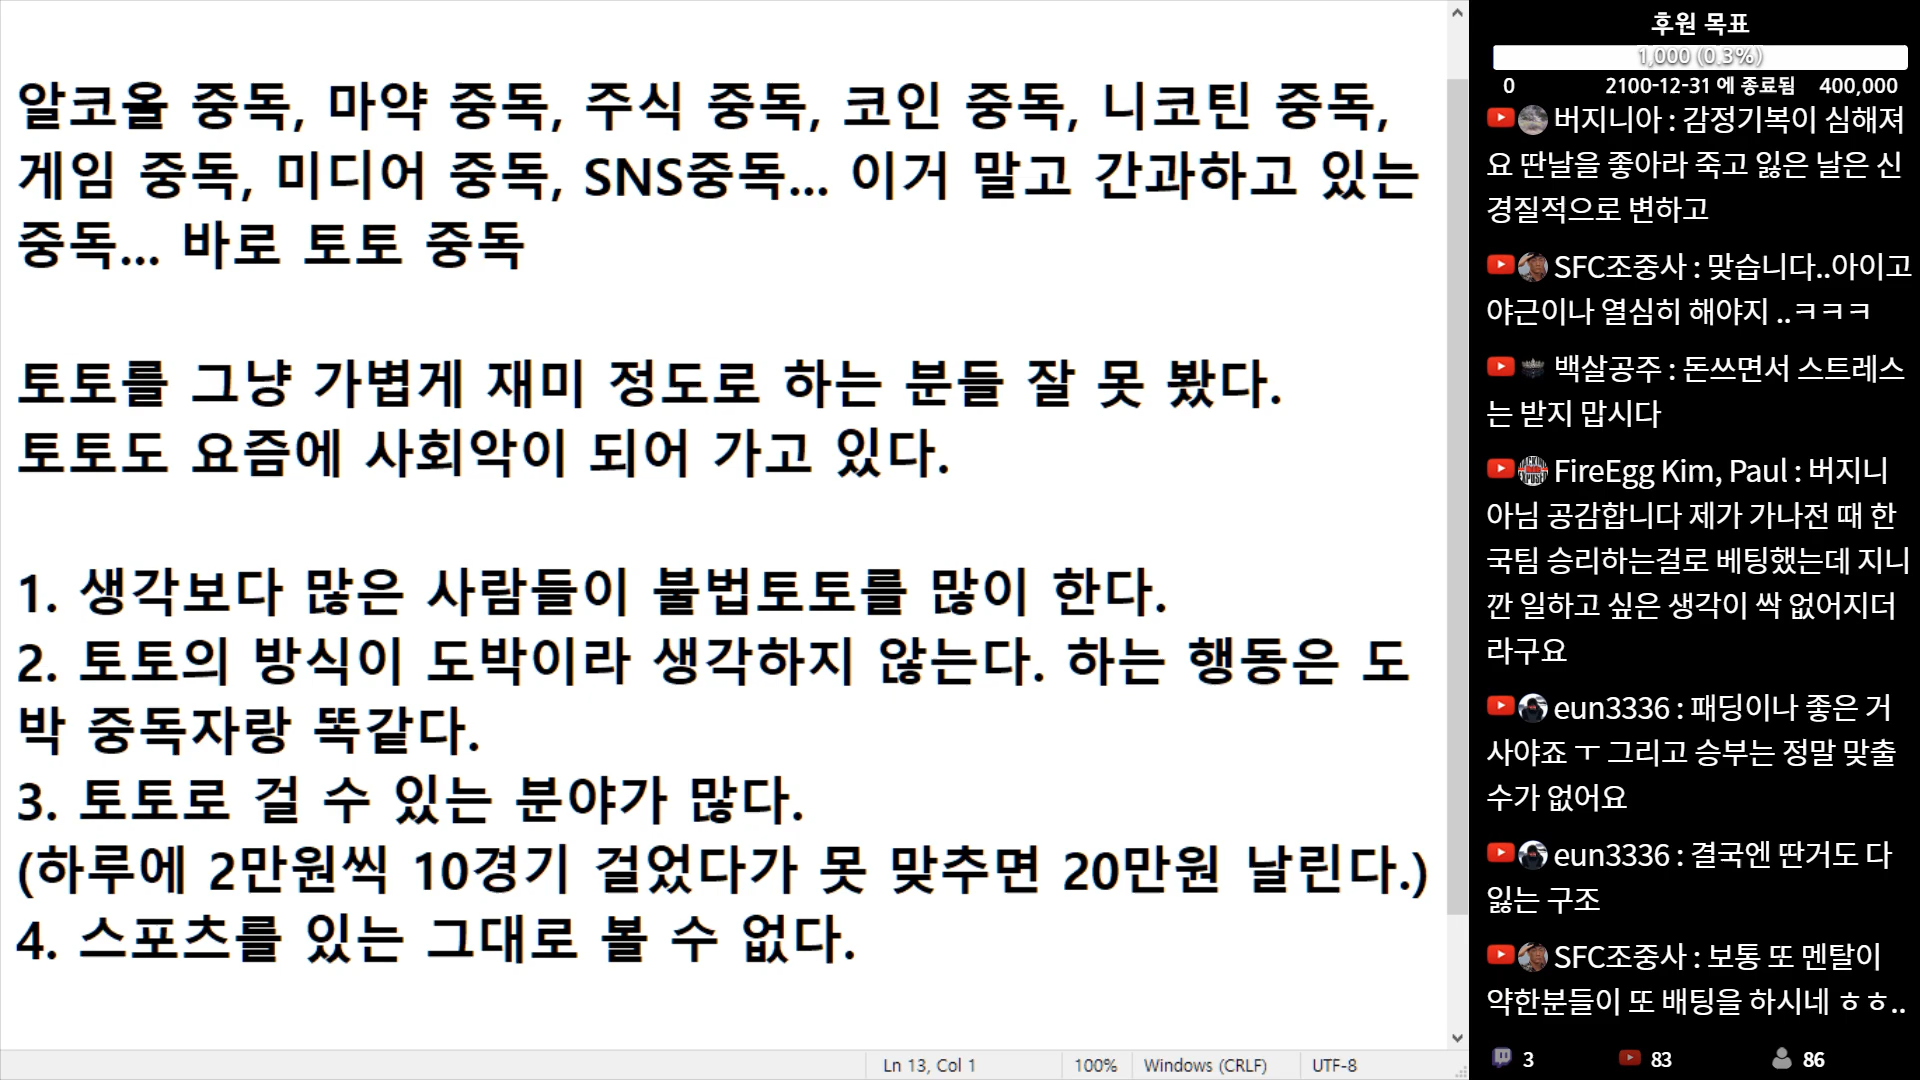 알코올 중독, 마약 중독, 주식 중독, 코인 중독, 니코틴 중독,
게임 중독, 미디어 중독, SNS중독... 이거 말고 간과하고 있는
중독... 바로 토토 중독
토토를 그냥 가볍게 재미 정도로 하는 분들 잘 못 봤다.
토토도 요즘에 사회악이 되어 가고 있다.
1. 생각보다 많은 사람들이 불법토토를 많이 한다.
2. 토토의 방식이 도박이라 생각하지 않는다. 하는 행동은 도
박 중독자랑 똑같다.
3. 토토로 걸 수 있는 분야가 많다.
(하루에 2만원씩 10경기 걸었다가 못 맞추면 20만원 날린다.)
4. 스포츠를 있는 그대로 볼 수 없다.
Ln 13, Col 1
100%
Windows (CRLF)
UTF-8
후원 목표
1,000 (0.3%)
0 2100-12-31 에 종료됨 400,000
버지니아 : 감정기복이 심해져
요 딴날을 좋아라 죽고 잃은 날은 신
경질적으로 변하고
SFC조중사 : 맞습니다..아이고
야근이나 열심히 해야지 ..ㅋㅋㅋ
백살공주 : 돈쓰면서 스트레스
는 받지 맙시다
FireEgg Kim, Paul : 버지니
아님 공감합니다 제가 가나전 때 한
국팀 승리하는걸로 베팅했는데 지니
깐 일하고 싶은 생각이 싹 없어지더
라구요
eun3336 : 패딩이나 좋은 거
사야죠 ㅜ 그리고 승부는 정말 맞출
수가 없어요
eun3336 : 결국엔 딴거도 다
잃는 구조
SFC조중사 : 보통 또 멘탈이
약한분들이 또 배팅을 하시네 ㅎㅎ..
3 83 86